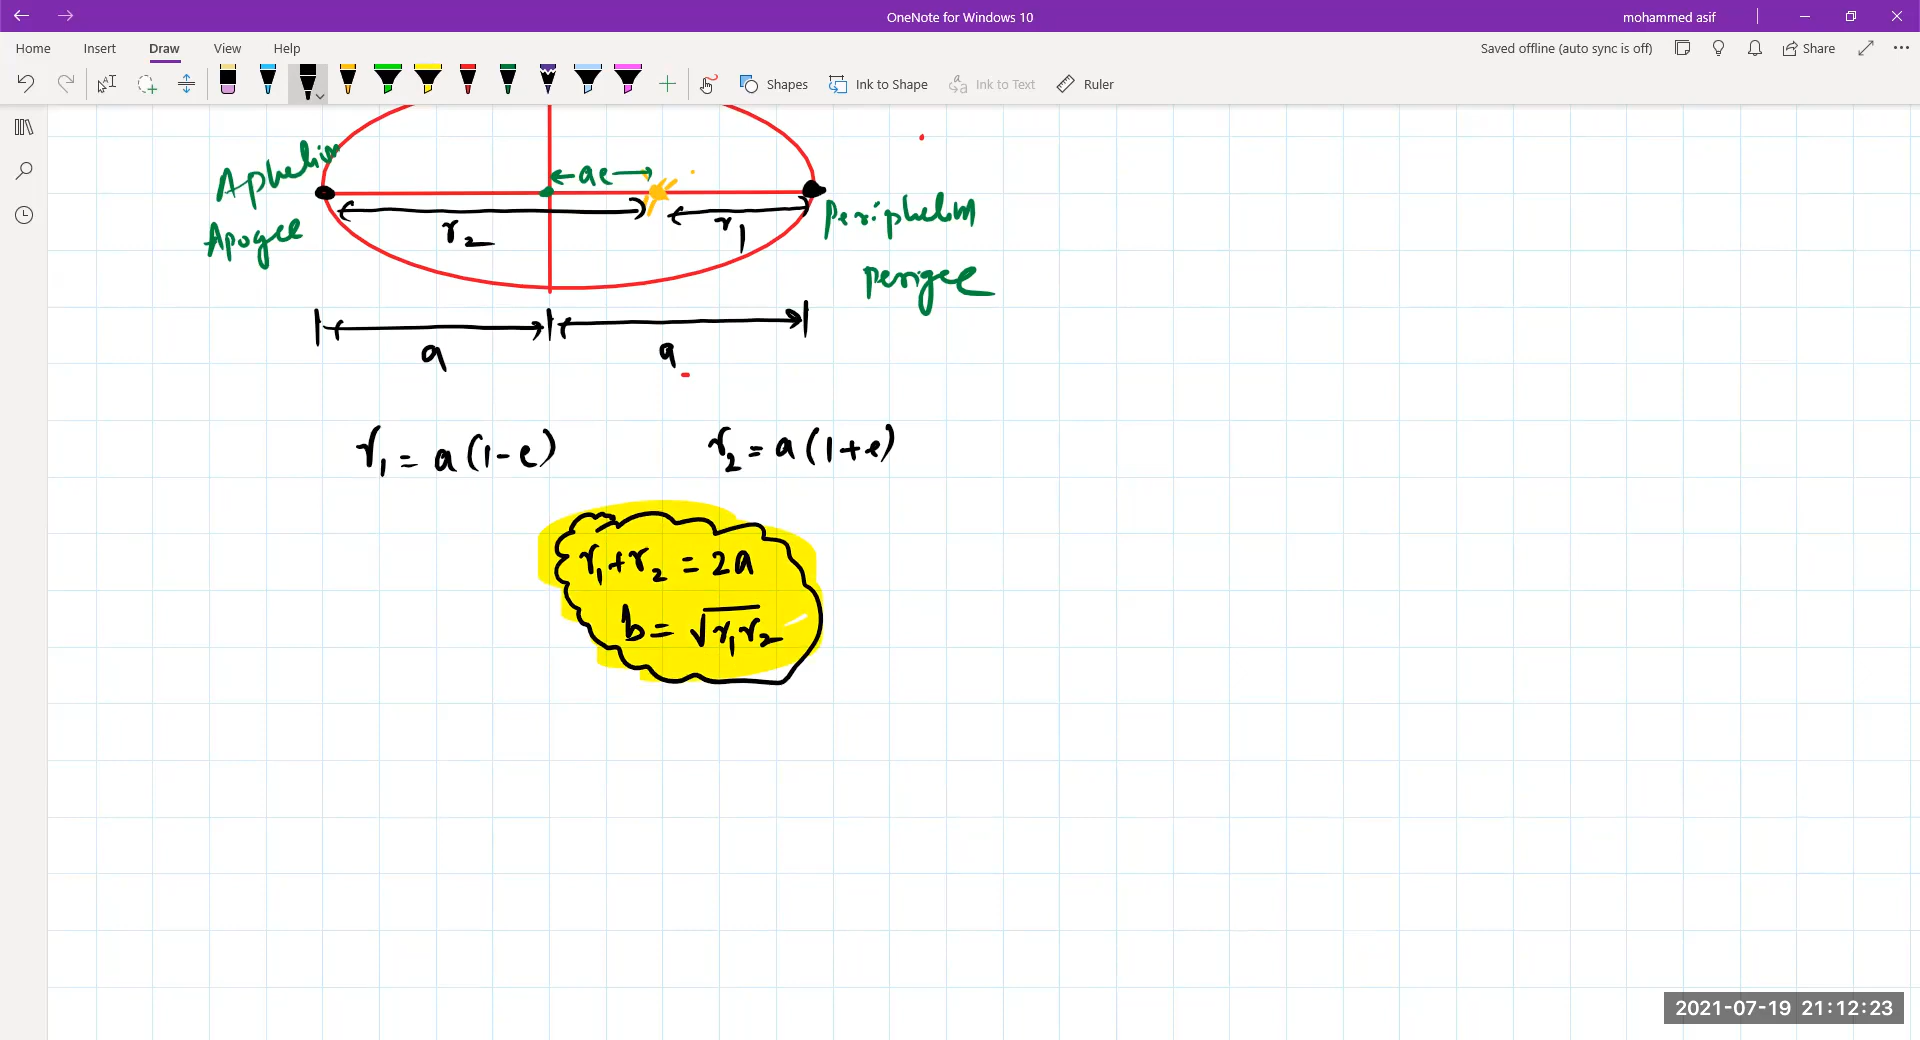 OneNote for Windows 10
mohammed asif
Home Insert Draw View Help
Saved offline (auto sync is off) Share
Shapes Ink to Shape Ink to Text Ruler
Aphelion
Apogee
ae
r₂
r₁
Periphelion
perigee
a
a
r₁ = a(1-e)
r₂ = a(1+e)
r₁+r₂ = 2a
b = √r₁r₂
2021-07-19 21:12:23